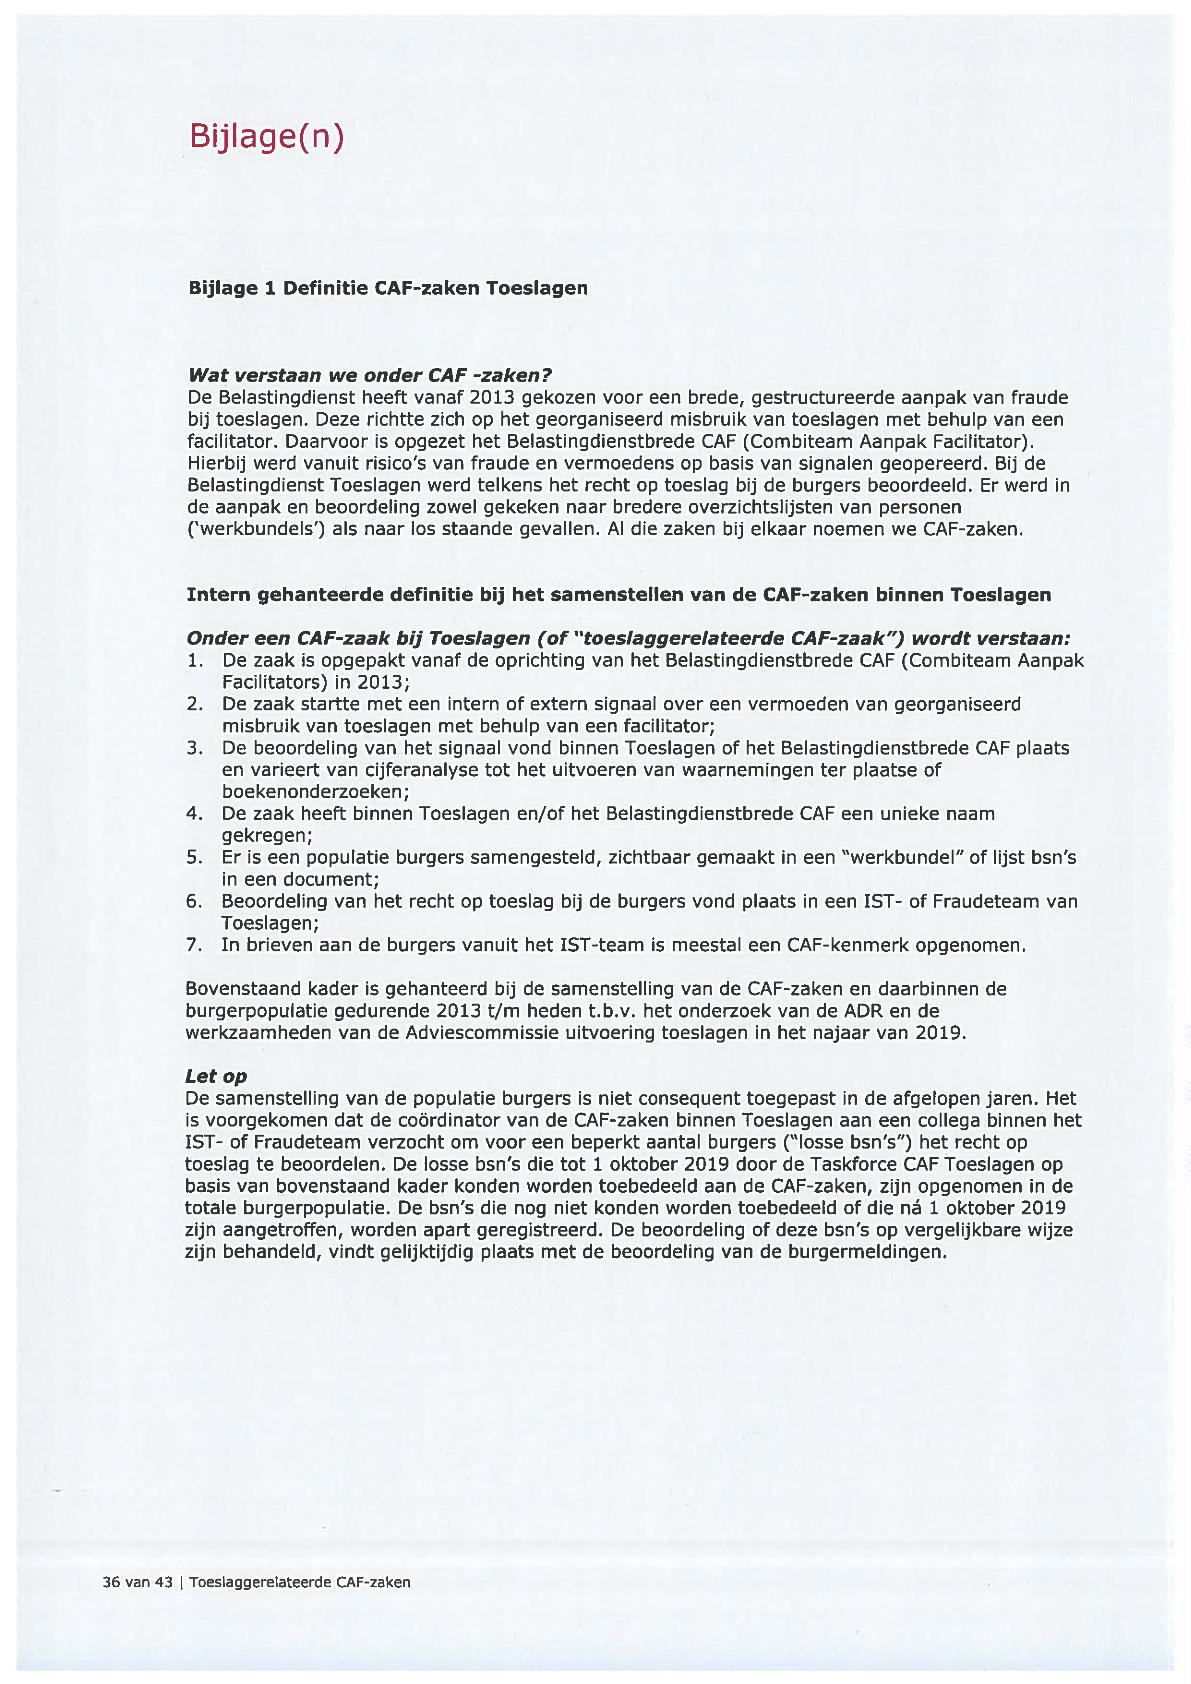 Bijlage(n)
Bijlage 1 Definitie CAF-zaken Toeslagen
Wat verstaan we onder CAF -zaken?
De Belastingdienst heeft vanaf 2013 gekozen voor een brede, gestructureerde aanpak van fraude
bij toeslagen. Deze richtte zich op het georganiseerd misbruik van toeslagen met behulp van een
facilitator. Daarvoor is opgezet het Belastingdienstbrede CAF (Combiteam Aanpak Facilitator).
Hierbij werd vanuit risico's van fraude en vermoedens op basis van signalen geopereerd. Bij de
Belastingdienst Toeslagen werd telkens het recht op toeslag bij de burgers beoordeeld. Er werd in
de aanpak en beoordeling zowel gekeken naar bredere overzichtslijsten van personen
('werkbundels') als naar los staande gevallen. Al die zaken bij elkaar noemen we CAF-zaken.
Intern gehanteerde definitie bij het samenstellen van de CAF-zaken binnen Toeslagen
Onder een CAF-zaak bij Toeslagen (of "toeslaggerelateerde CAF-zaak") wordt verstaan:
1. De zaak is opgepakt vanaf de oprichting van het Belastingdienstbrede CAF (Combiteam Aanpak
Facilitators) in 2013;
2. De zaak startte met een intern of extern signaal over een vermoeden van georganiseerd
misbruik van toeslagen met behulp van een facilitator;
3. De beoordeling van het signaal vond binnen Toeslagen of het Belastingdienstbrede CAF plaats
en varieert van cijferanalyse tot het uitvoeren van waarnemingen ter plaatse of
boekenonderzoeken;
4. De zaak heeft binnen Toeslagen en/of het Belastingdienstbrede CAF een unieke naam
gekregen;
5. Er is een populatie burgers samengesteld, zichtbaar gemaakt in een "werkbundel" of lijst bsn's
in een document;
6. Beoordeling van het recht op toeslag bij de burgers vond plaats in een IST- of Fraudeteam van
Toeslagen;
7. In brieven aan de burgers vanuit het IST-team is meestal een CAF-kenmerk opgenomen.
Bovenstaand kader is gehanteerd bij de samenstelling van de CAF-zaken en daarbinnen de
burgerpopulatie gedurende 2013 t/m heden t.b.v. het onderzoek van de ADR en de
werkzaamheden van de Adviescommissie uitvoering toeslagen in het najaar van 2019.
Let op
De samenstelling van de populatie burgers is niet consequent toegepast in de afgelopen jaren. Het
is voorgekomen dat de coördinator van de CAF-zaken binnen Toeslagen aan een collega binnen het
IST- of Fraudeteam verzocht om voor een beperkt aantal burgers ("losse bsn's") het recht op
toeslag te beoordelen. De losse bsn's die tot 1 oktober 2019 door de Taskforce CAF Toeslagen op
basis van bovenstaand kader konden worden toebedeeld aan de CAF-zaken, zijn opgenomen in de
totale burgerpopulatie. De bsn's die nog niet konden worden toebedeeld of die ná 1 oktober 2019
zijn aangetroffen, worden apart geregistreerd. De beoordeling of deze bsn's op vergelijkbare wijze
zijn behandeld, vindt gelijktijdig plaats met de beoordeling van de burgermeldingen.
36 van 43 | Toeslaggerelateerde CAF-zaken